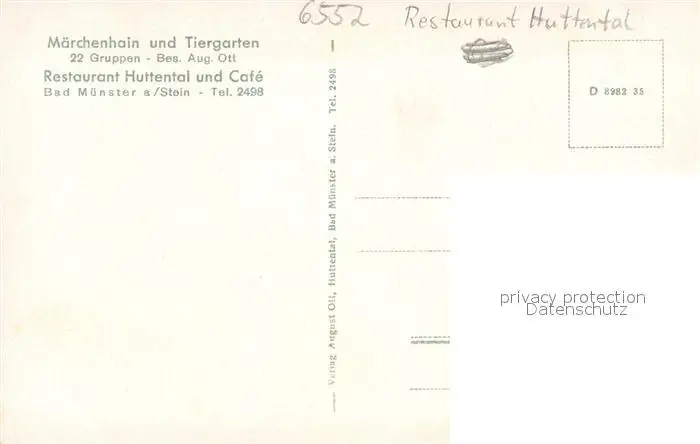 6552 Restaurant Huttental
Märchenhain und Tiergarten
22 Gruppen - Bes. Aug. Ott
Restaurant Huttental und Café
Bad Münster a/Stein - Tel. 2498
Verlag August Ott, Huttental, Bad Münster a. Stein. Tel. 2498
D 8982 35
privacy protection
Datenschutz